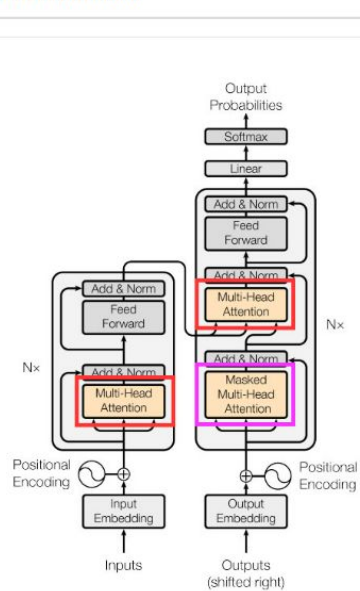 Output
Probabilities
Softmax
Linear
Add & Norm
Feed
Forward
Add & Norm
Multi-Head
Attention
Nx
Add & Norm
Masked
Multi-Head
Attention
Add & Norm
Feed
Forward
Nx
Add & Norm
Multi-Head
Attention
Positional
Encoding
Positional
Encoding
Input
Embedding
Output
Embedding
Inputs
Outputs
(shifted right)